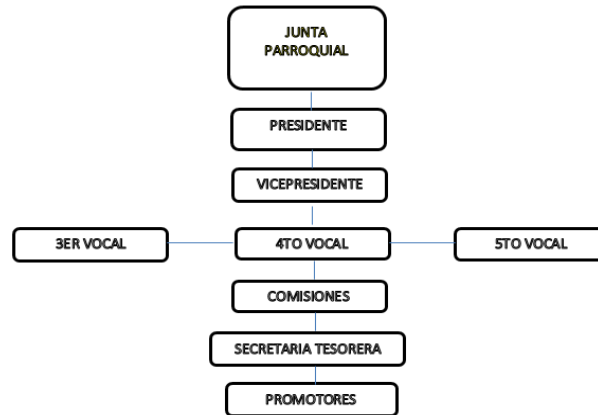 JUNTA
PARROQUIAL
PRESIDENTE
VICEPRESIDENTE
3ER VOCAL
4TO VOCAL
5TO VOCAL
COMISIONES
SECRETARIA TESORERA
PROMOTORES